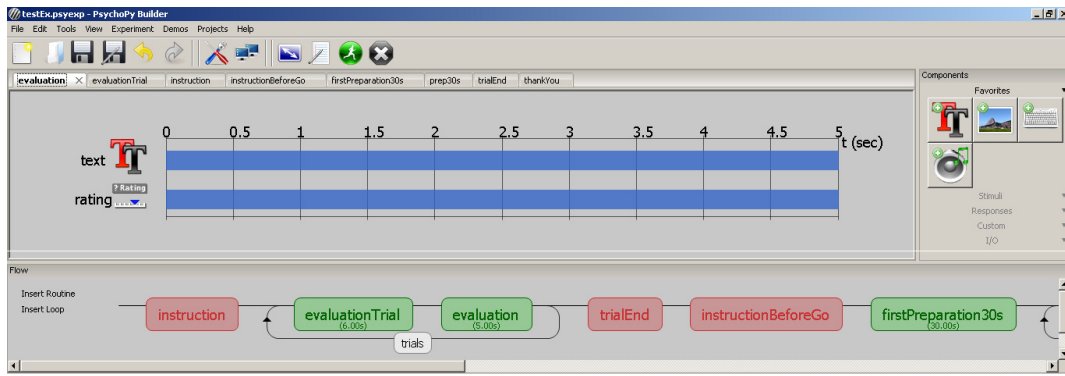 testEx.psyexp - PsychoPy Builder
File Edit Tools View Experiment Demos Projects Help
evaluation evaluationTrial instruction instructionBeforeGo firstPreparation30s prep30s trialEnd thankYou
Components
Favorites
0 0.5 1 1.5 2 2.5 3 3.5 4 4.5 5
t (sec)
text
? Rating
rating
Stimuli
Responses
Custom
I/O
Flow
Insert Routine
Insert Loop
instruction evaluationTrial evaluation trialEnd instructionBeforeGo firstPreparation30s
(6.00s) (5.00s) (30.00s)
trials